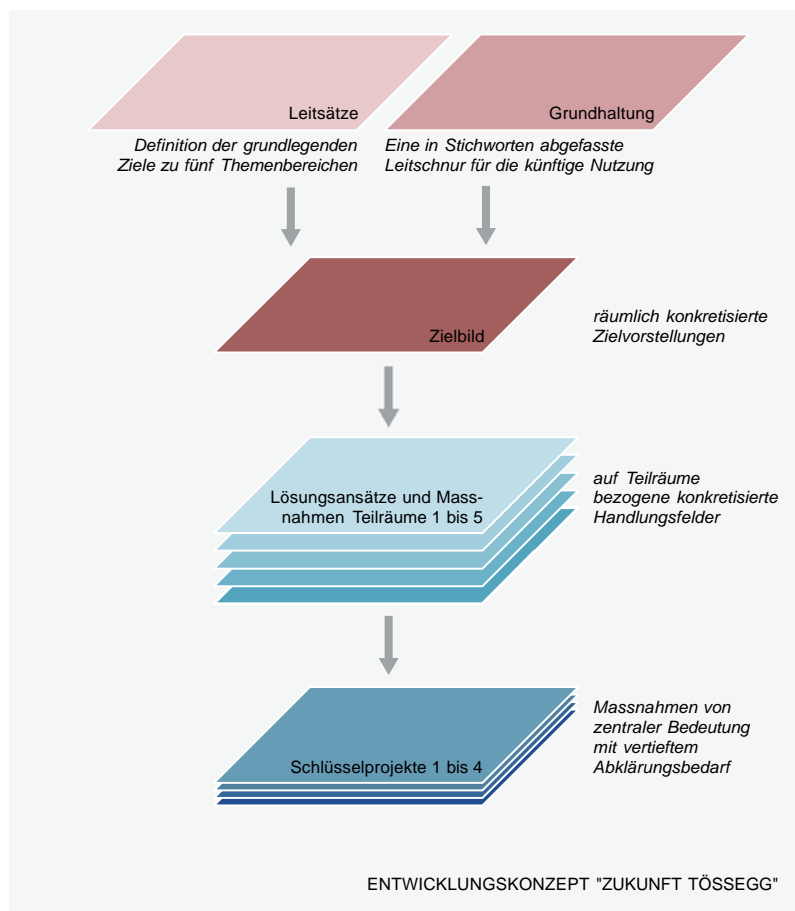 Leitsätze
Grundhaltung
Definition der grundlegenden
Ziele zu fünf Themenbereichen
Eine in Stichworten abgefasste
Leitschnur für die künftige Nutzung
Zielbild
räumlich konkretisierte
Zielvorstellungen
Lösungsansätze und Mass-
nahmen Teilräume 1 bis 5
auf Teilräume
bezogene konkretisierte
Handlungsfelder
Schlüsselprojekte 1 bis 4
Massnahmen von
zentraler Bedeutung
mit vertieftem
Abklärungsbedarf
ENTWICKLUNGSKONZEPT "ZUKUNFT TÖSSEGG"